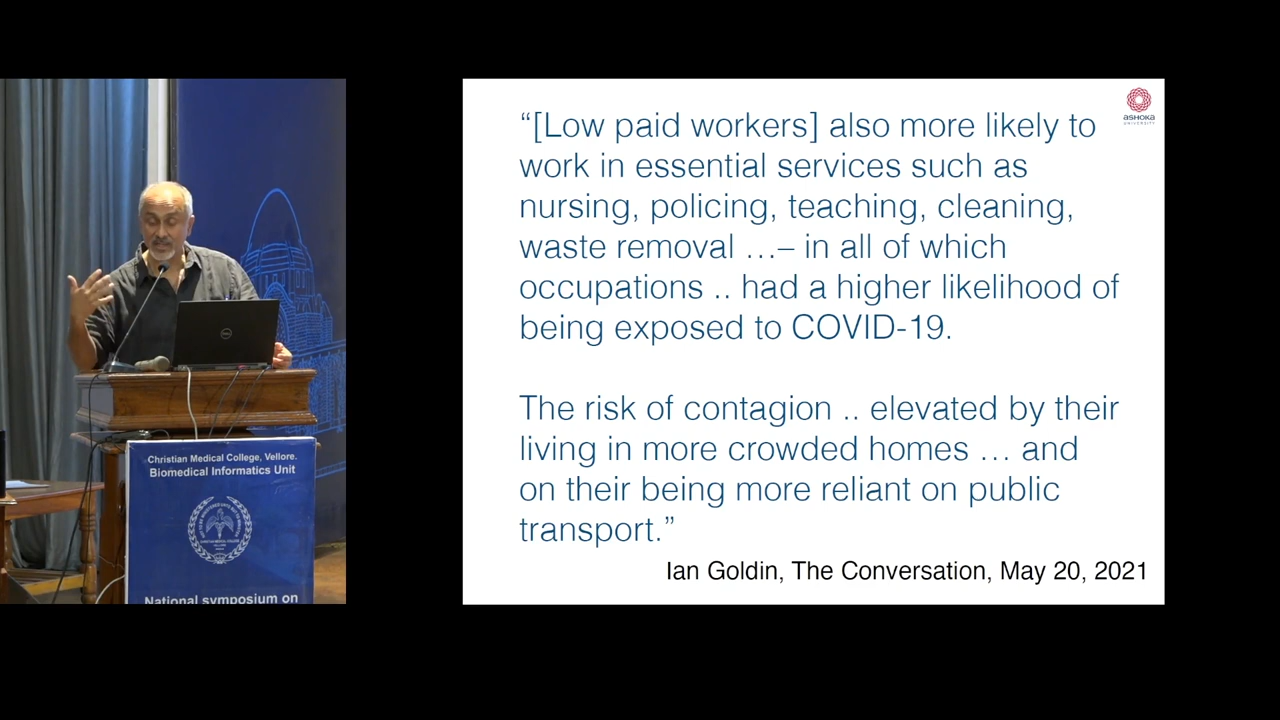 Christian Medical College, Vellore.
Biomedical Informatics Unit
National symposium on
DELL
ASHOKA
UNIVERSITY
“[Low paid workers] also more likely to
work in essential services such as
nursing, policing, teaching, cleaning,
waste removal …– in all of which
occupations .. had a higher likelihood of
being exposed to COVID-19.
The risk of contagion .. elevated by their
living in more crowded homes … and
on their being more reliant on public
transport.”
Ian Goldin, The Conversation, May 20, 2021